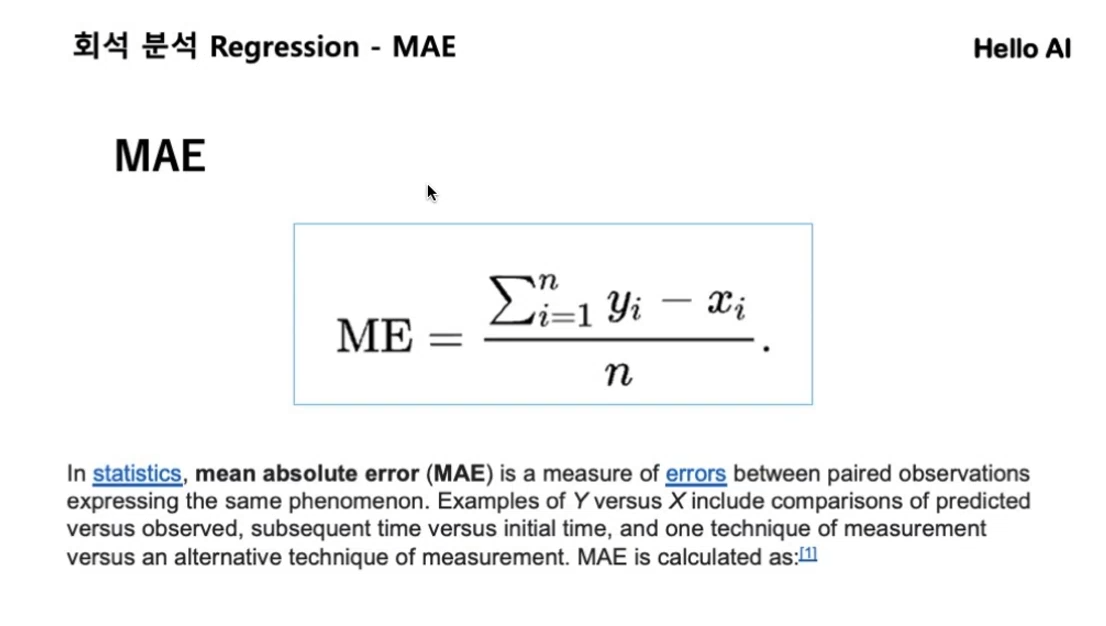 회석 분석 Regression - MAE
Hello AI
MAE
ME = \frac{\sum_{i=1}^{n} y_i - x_i}{n}.
In statistics, mean absolute error (MAE) is a measure of errors between paired observations
expressing the same phenomenon. Examples of Y versus X include comparisons of predicted
versus observed, subsequent time versus initial time, and one technique of measurement
versus an alternative technique of measurement. MAE is calculated as:[1]